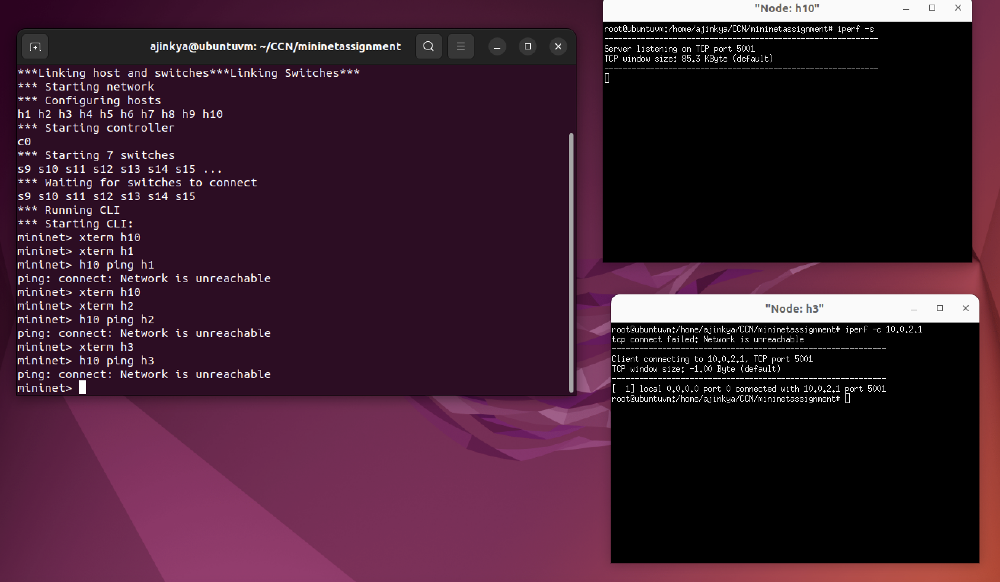 ajinkya@ubuntuvm: ~/CCN/mininetassignment
***Linking host and switches***Linking Switches***
*** Starting network
*** Configuring hosts
h1 h2 h3 h4 h5 h6 h7 h8 h9 h10
*** Starting controller
c0
*** Starting 7 switches
s9 s10 s11 s12 s13 s14 s15 ...
*** Waiting for switches to connect
s9 s10 s11 s12 s13 s14 s15
*** Running CLI
*** Starting CLI:
mininet> xterm h10
mininet> xterm h1
mininet> h10 ping h1
ping: connect: Network is unreachable
mininet> xterm h10
mininet> xterm h2
mininet> h10 ping h2
ping: connect: Network is unreachable
mininet> xterm h3
mininet> h10 ping h3
ping: connect: Network is unreachable
mininet>
"Node: h10"
root@ubuntuvm:/home/ajinkya/CCN/mininetassignment# iperf -s
------------------------------------------------------------
Server listening on TCP port 5001
TCP window size: 85.3 KByte (default)
------------------------------------------------------------
"Node: h3"
root@ubuntuvm:/home/ajinkya/CCN/mininetassignment# iperf -c 10.0.2.1
tcp connect failed: Network is unreachable
------------------------------------------------------------
Client connecting to 10.0.2.1, TCP port 5001
TCP window size: -1.00 Byte (default)
------------------------------------------------------------
[  1] local 0.0.0.0 port 0 connected with 10.0.2.1 port 5001
root@ubuntuvm:/home/ajinkya/CCN/mininetassignment#